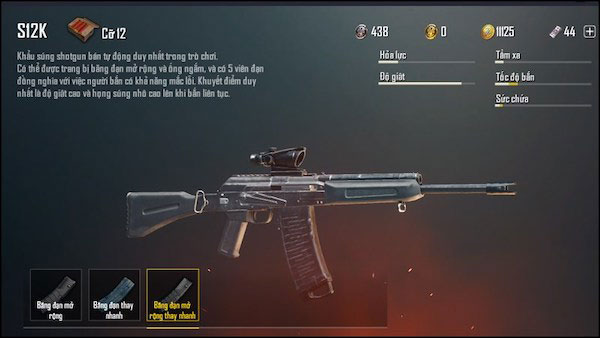 S12K
Cỡ 12
438
0
11125
44
Khẩu súng shotgun bán tự động duy nhất trong trò chơi.
Có thể được trang bị băng đạn mở rộng và ống ngắm, và có 5 viên đạn
đồng nghĩa với việc người bắn có khả năng mắc lỗi. Khuyết điểm duy
nhất là độ giật cao và họng súng nhô cao lên khi bắn liên tục.
Hỏa lực
Tầm xa
Độ giật
Tốc độ bắn
Sức chứa
Băng đạn mở
rộng
Băng đạn thay
nhanh
Băng đạn mở
rộng thay nhanh